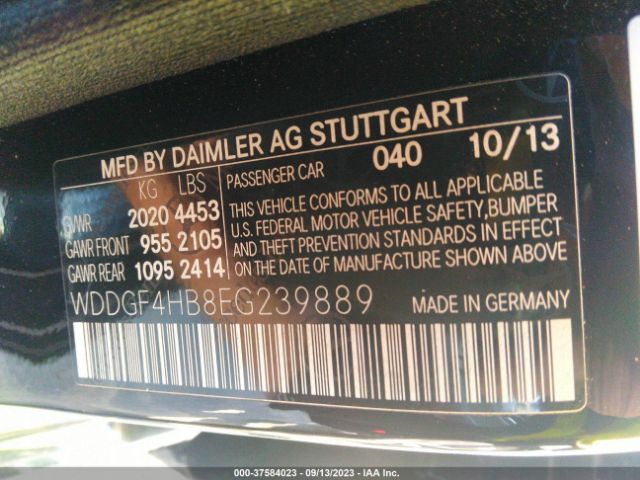 MFD BY DAIMLER AG STUTTGART
KG LBS
GVWR 2020 4453
GAWR FRONT 955 2105
GAWR REAR 1095 2414
PASSENGER CAR 040 10/13
THIS VEHICLE CONFORMS TO ALL APPLICABLE
U.S. FEDERAL MOTOR VEHICLE SAFETY, BUMPER
AND THEFT PREVENTION STANDARDS IN EFFECT
ON THE DATE OF MANUFACTURE SHOWN ABOVE
WDDGF4HB8EG239889
MADE IN GERMANY
000-37584023 - 09/13/2023 - IAA Inc.